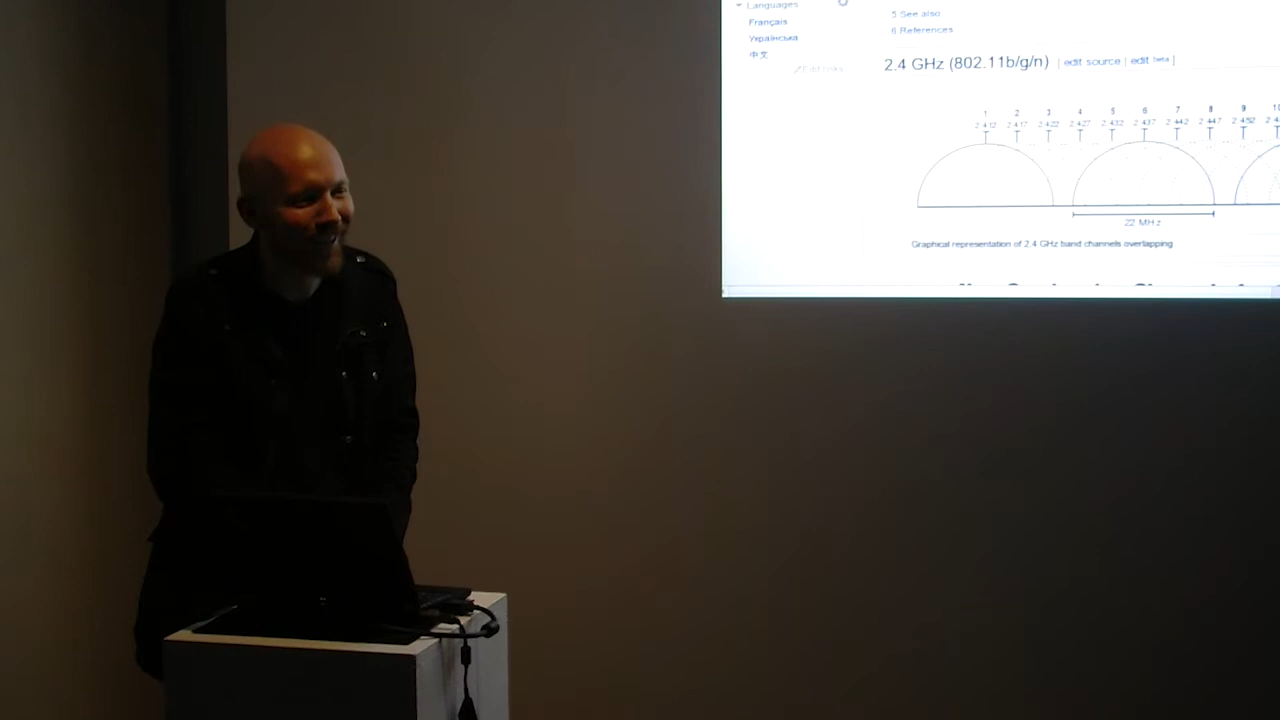 Languages
Français
Українська
中文
5 See also
6 References
2.4 GHz (802.11b/g/n) [ edit source | edit beta ]
1 2 3 4 5 6 7 8 9 10
2.412 2.417 2.422 2.427 2.432 2.437 2.442 2.447 2.452
22 MHz
Graphical representation of 2.4 GHz band channels overlapping